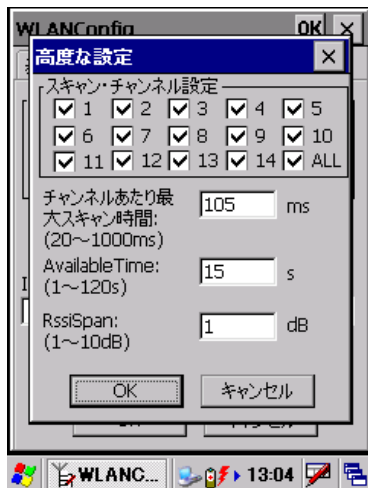 WLANConfig OK
高度な設定
スキャン・チャンネル設定
1 2 3 4 5
6 7 8 9 10
11 12 13 14 ALL
チャンネルあたり最
大スキャン時間: 105 ms
(20～1000ms)
AvailableTime: 15 s
(1～120s)
RssiSpan: 1 dB
(1～10dB)
OK キャンセル
WLANC... 13:04